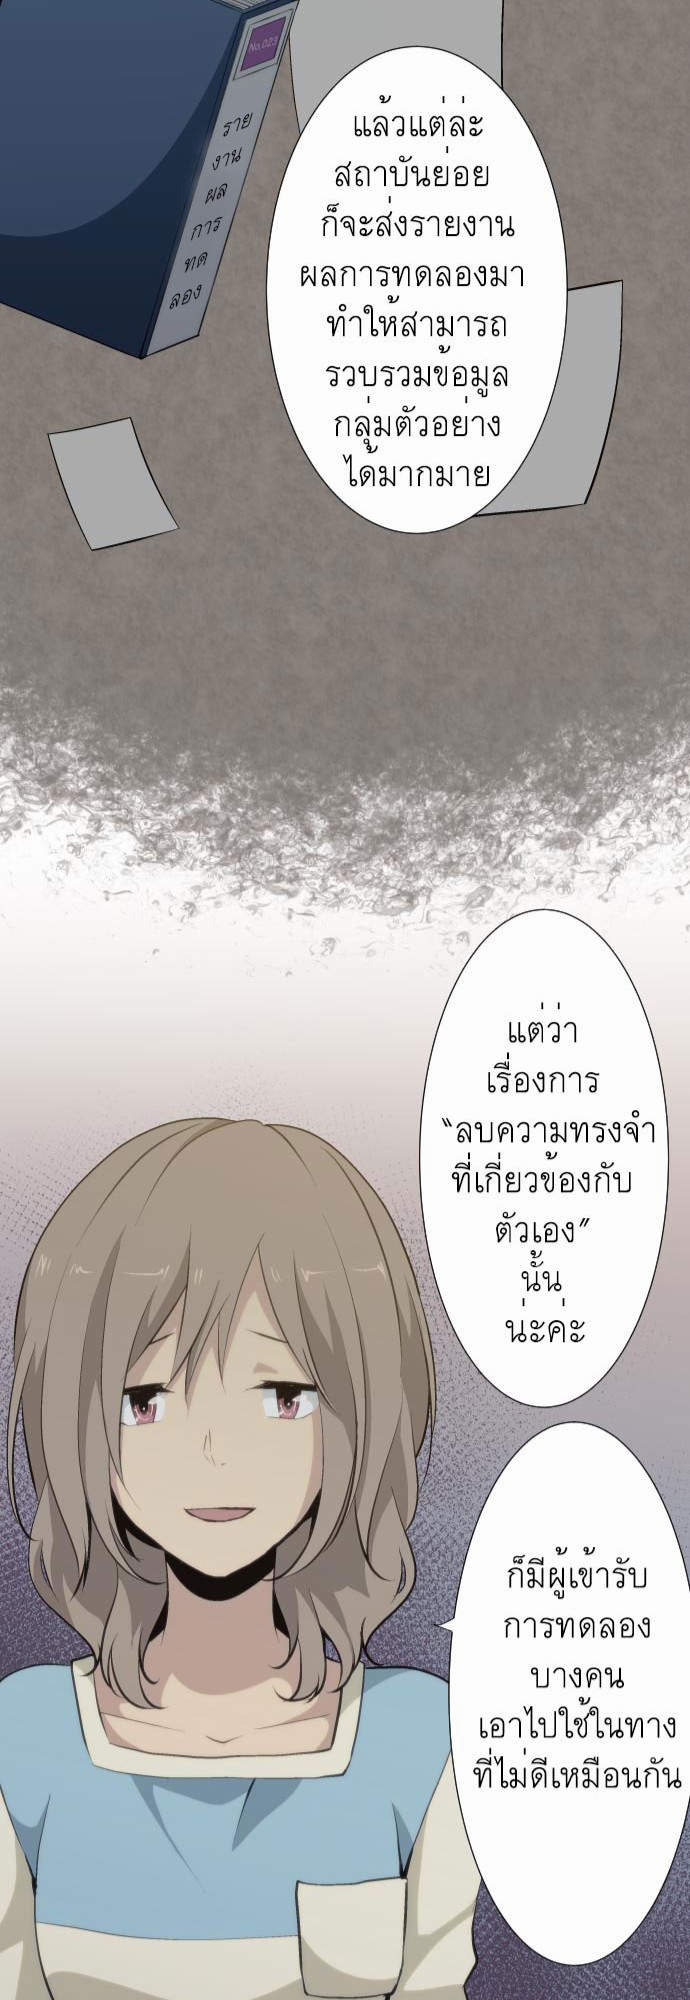 No.023
ราย
งาน
ผล
การ
ทด
ลอง
แล้วแต่ล่ะ
สถาบันย่อย
ก็จะส่งรายงาน
ผลการทดลองมา
ทำให้สามารถ
รวบรวมข้อมูล
กลุ่มตัวอย่าง
ได้มากมาย
แต่ว่า
เรื่องการ
“ลบความทรงจำ
ที่เกี่ยวข้องกับ
ตัวเอง”
นั้น
น่ะค่ะ
ก็มีผู้เข้ารับ
การทดลอง
บางคน
เอาไปใช้ในทาง
ที่ไม่ดีเหมือนกัน